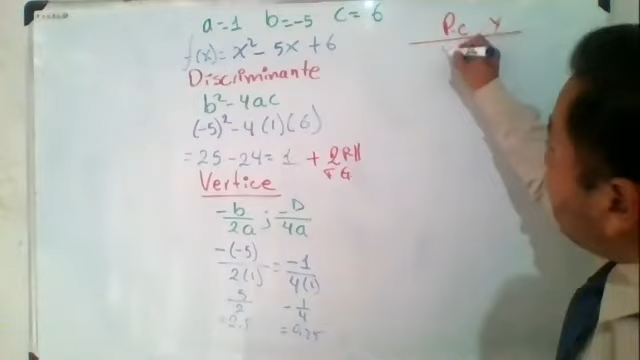 a=1 b=-5 c=6
f(x)= x² - 5x + 6
Discriminante
b² - 4ac
(-5)² - 4(1)(6)
= 25 - 24 = 1 + 2RH
Vertice
-b/2a ; -D/4a
-(-5)/2(1) = -1/4(1)
5/2 -1/4
=2.5 =0.25
P.c Y